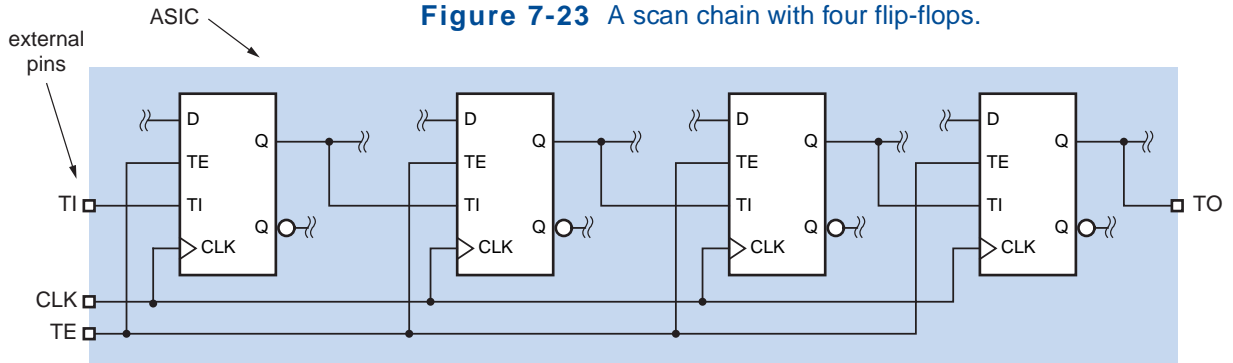 ASIC
Figure 7-23 A scan chain with four flip-flops.
external
pins
D
Q
TE
TI
Q
CLK
D
Q
TE
TI
Q
CLK
D
Q
TE
TI
Q
CLK
D
Q
TE
TI
Q
CLK
TI
TO
CLK
TE